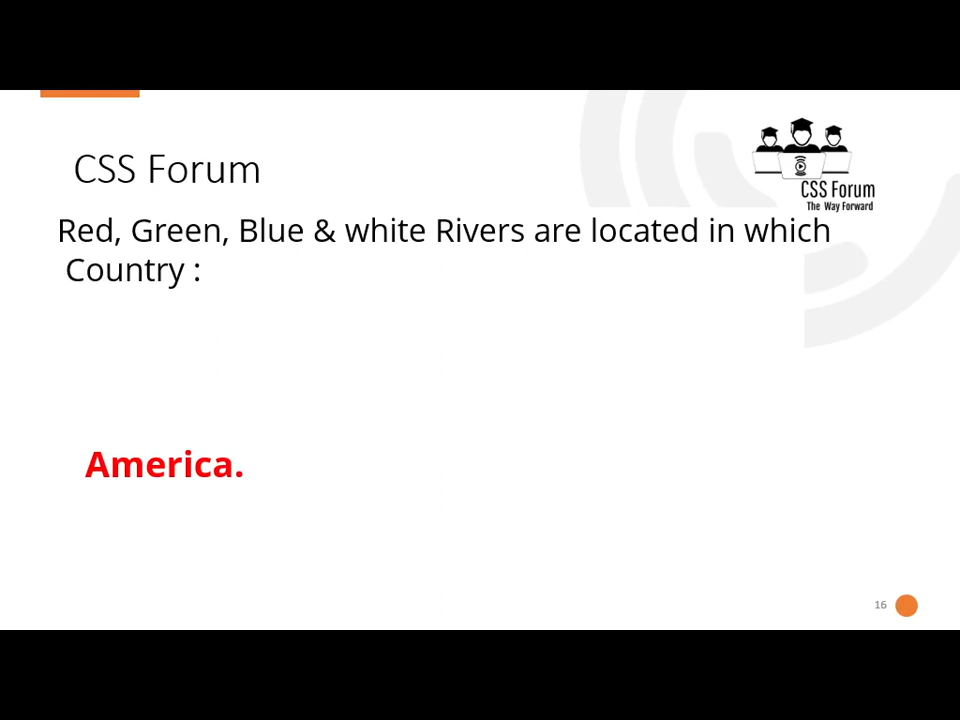 CSS Forum
CSS Forum
The Way Forward
Red, Green, Blue & white Rivers are located in which
Country :
America.
16